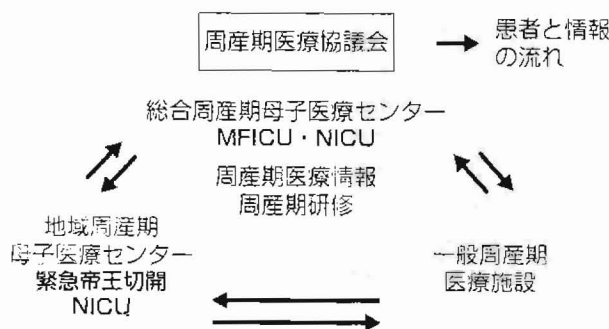 周産期医療協議会
患者と情報
の流れ
総合周産期母子医療センター
MFICU・NICU
周産期医療情報
周産期研修
地域周産期
母子医療センター
緊急帝王切開
NICU
一般周産期
医療施設